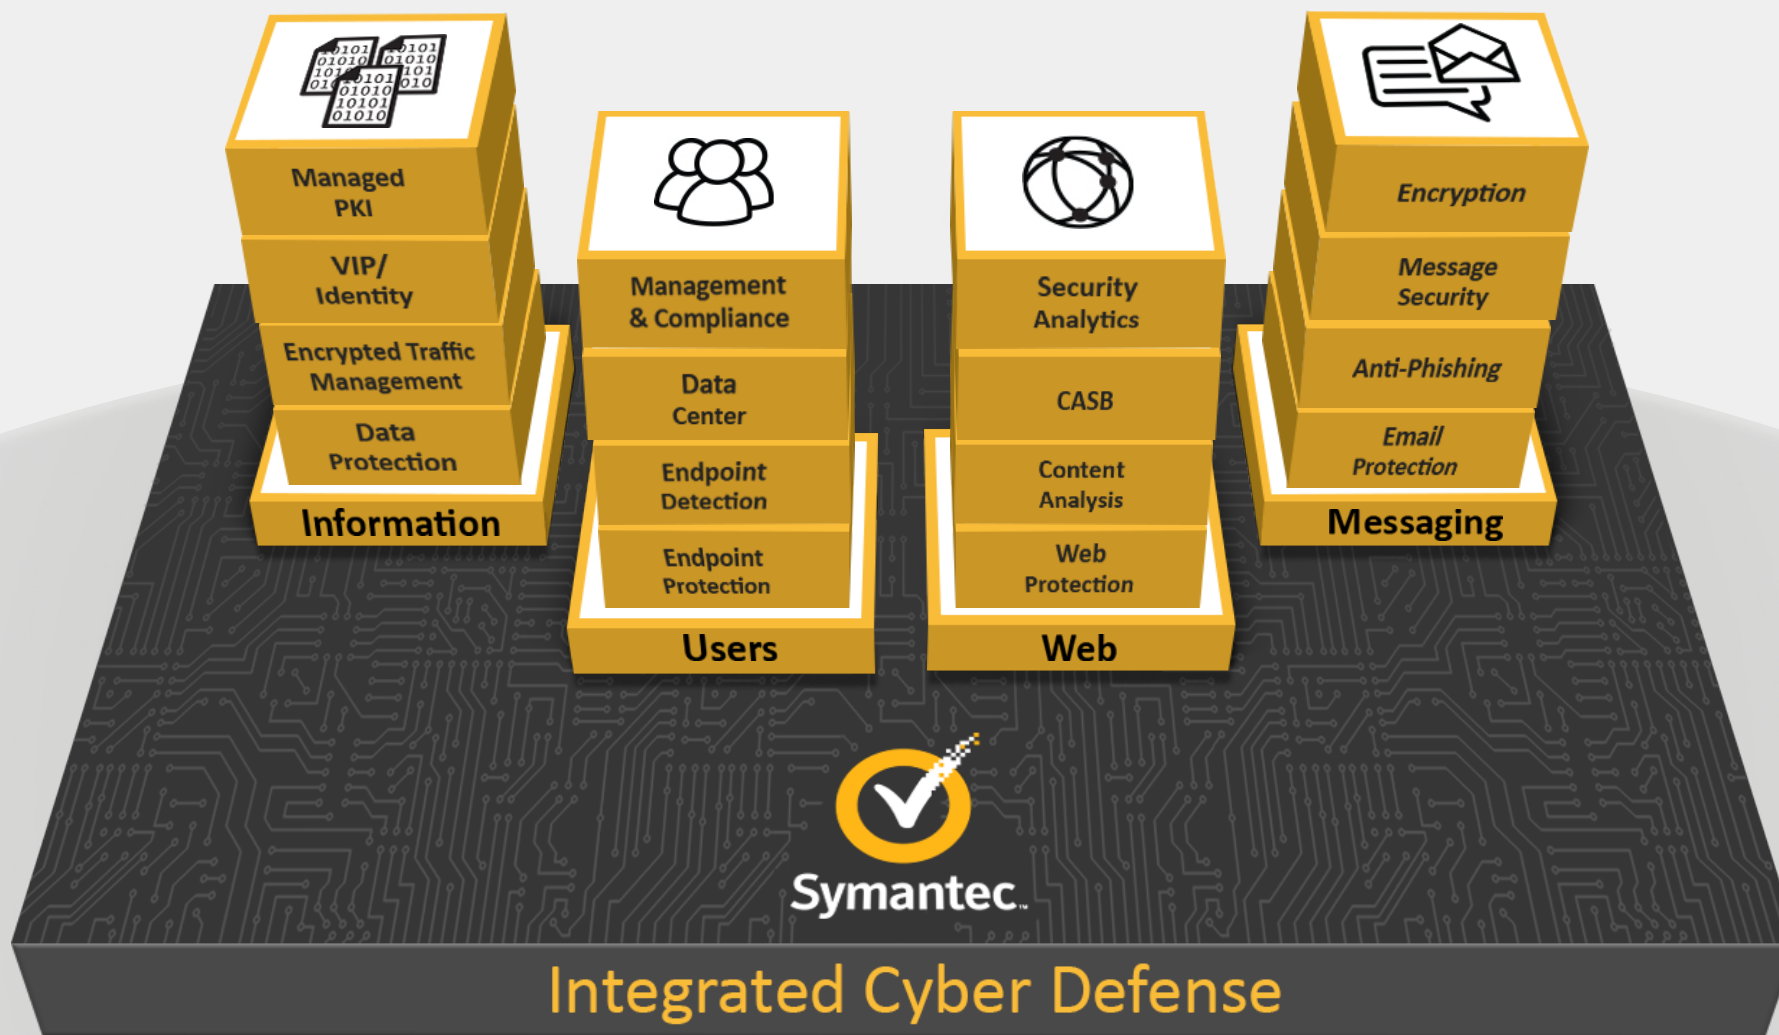 Managed
PKI
VIP/
Identity
Encrypted Traffic
Management
Data
Protection
Information
Management
& Compliance
Data
Center
Endpoint
Detection
Endpoint
Protection
Users
Security
Analytics
CASB
Content
Analysis
Web
Protection
Web
Encryption
Message
Security
Anti-Phishing
Email
Protection
Messaging
Symantec™
Integrated Cyber Defense